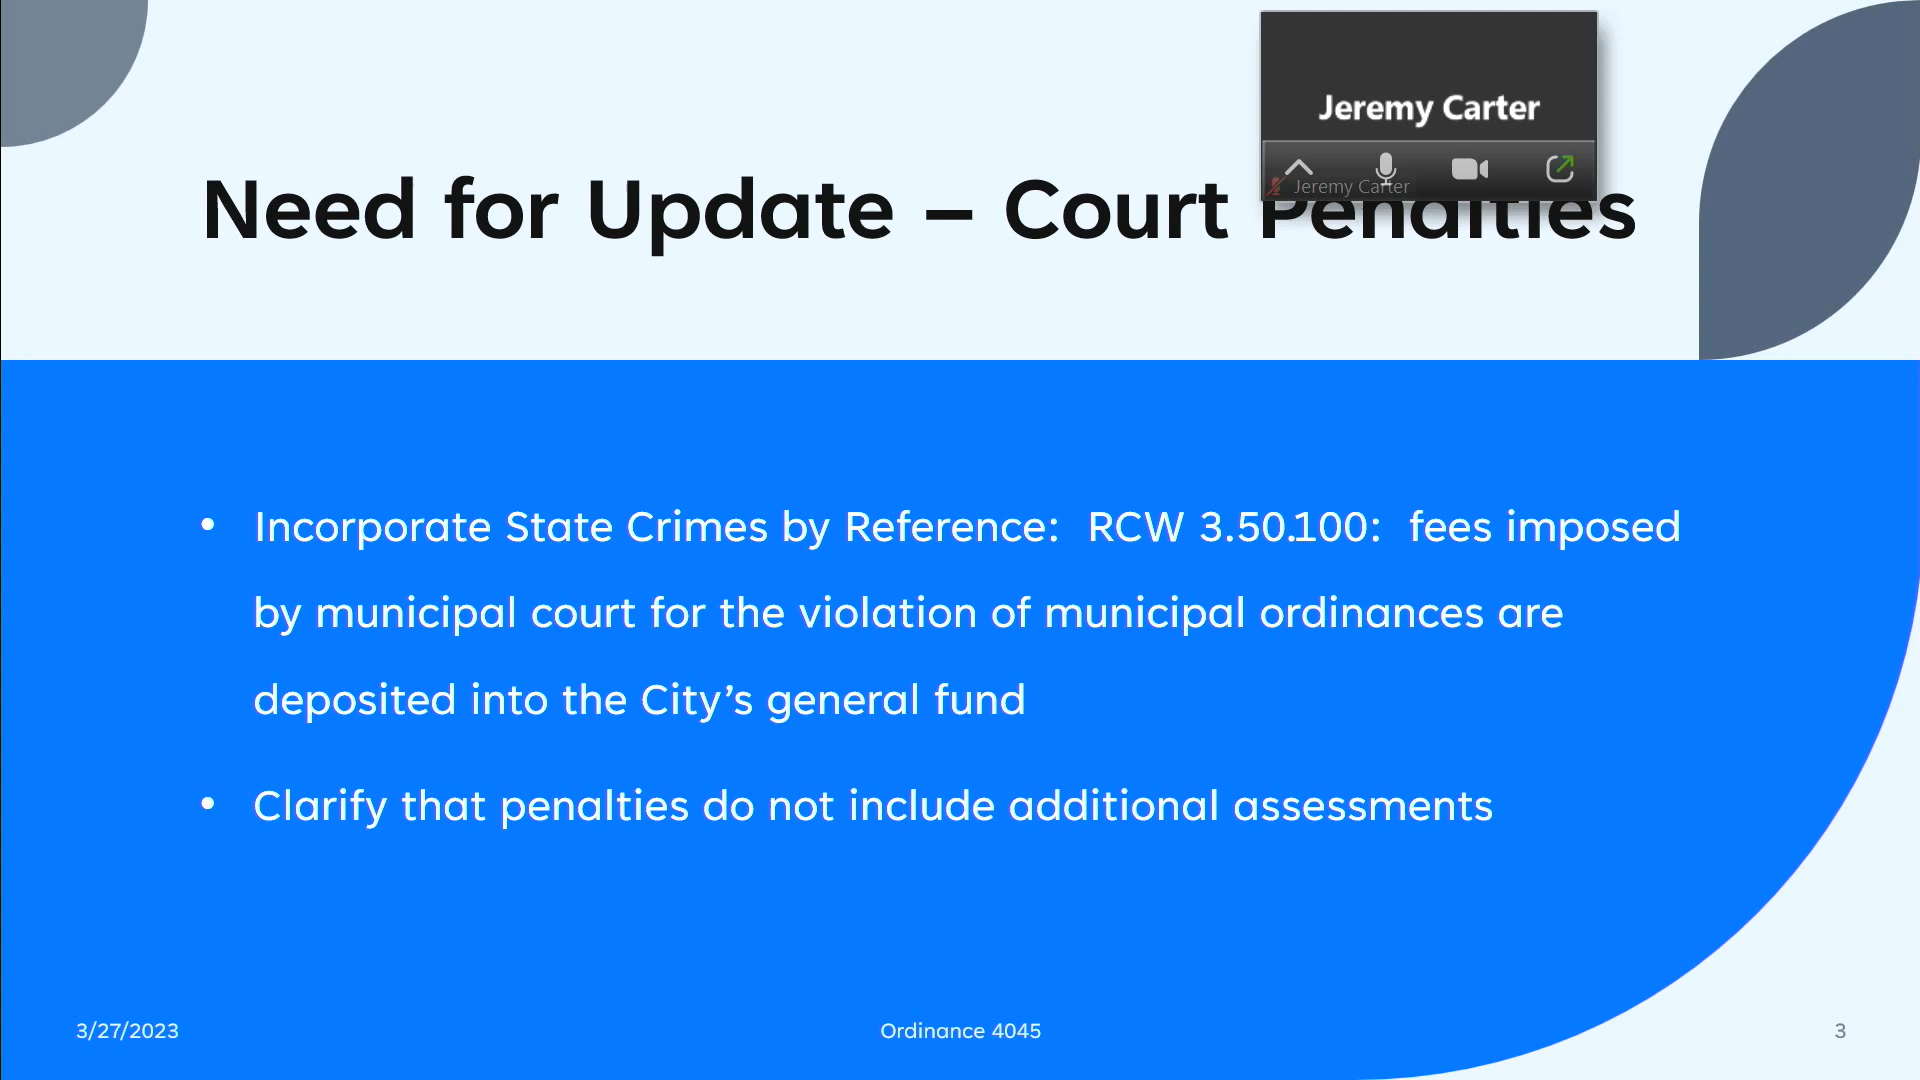 Jeremy Carter
Jeremy Carter
Need for Update – Court Penalties
• Incorporate State Crimes by Reference:  RCW 3.50.100:  fees imposed
by municipal court for the violation of municipal ordinances are
deposited into the City’s general fund
• Clarify that penalties do not include additional assessments
3/27/2023
Ordinance 4045
3